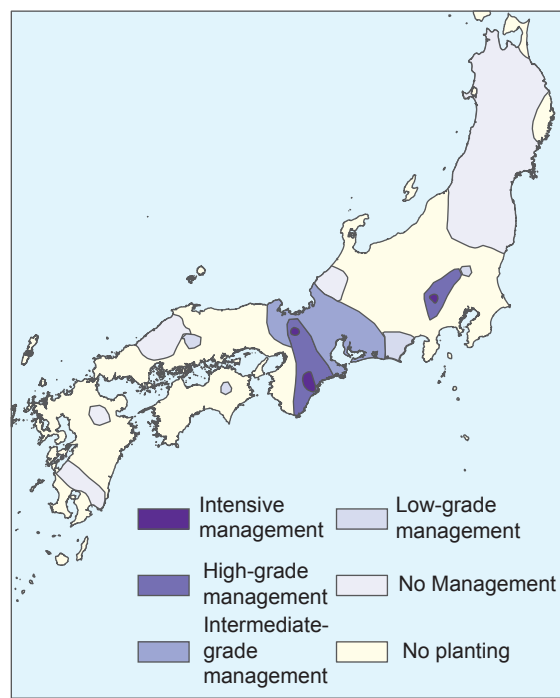 Intensive
management
High-grade
management
Intermediate-
grade
management
Low-grade
management
No Management
No planting